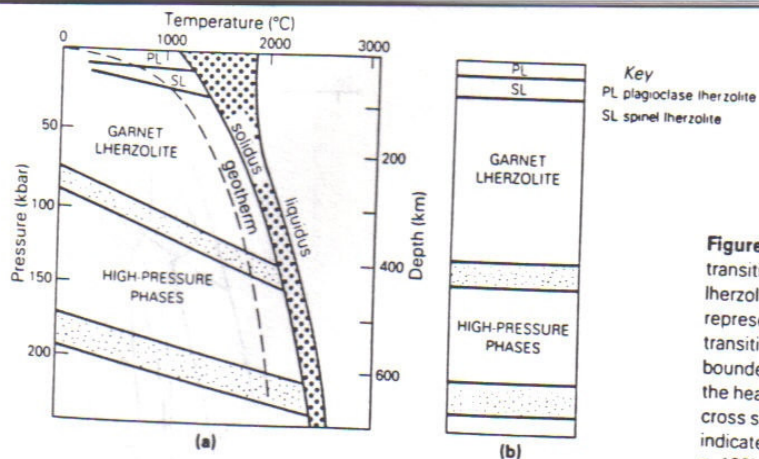 Temperature (°C)
0 1000 2000 3000
PL
SL
50
100
150
200
Pressure (kbar)
GARNET
LHERZOLITE
HIGH-PRESSURE
PHASES
solidus
geotherm
liquidus
200
400
600
Depth (km)
(a)
PL
SL
GARNET
LHERZOLITE
HIGH-PRESSURE
PHASES
(b)
Key
PL plagioclase lherzolite
SL spinel lherzolite
Figure
transiti
lherzol
represe
transiti
bounde
the hea
cross s
indicate